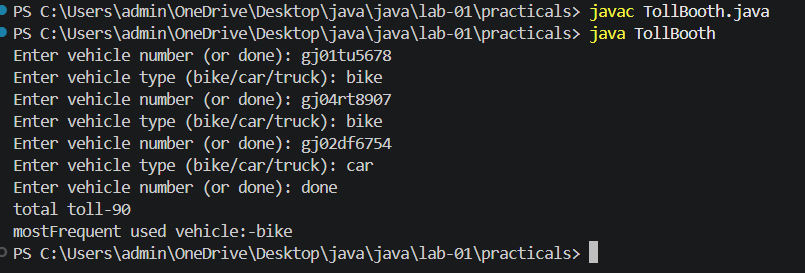 PS C:\Users\admin\OneDrive\Desktop\java\java\lab-01\practicals> javac TollBooth.java
PS C:\Users\admin\OneDrive\Desktop\java\java\lab-01\practicals> java TollBooth
Enter vehicle number (or done): gj01tu5678
Enter vehicle type (bike/car/truck): bike
Enter vehicle number (or done): gj04rt8907
Enter vehicle type (bike/car/truck): bike
Enter vehicle number (or done): gj02df6754
Enter vehicle type (bike/car/truck): car
Enter vehicle number (or done): done
total toll-90
mostFrequent used vehicle:-bike
PS C:\Users\admin\OneDrive\Desktop\java\java\lab-01\practicals>